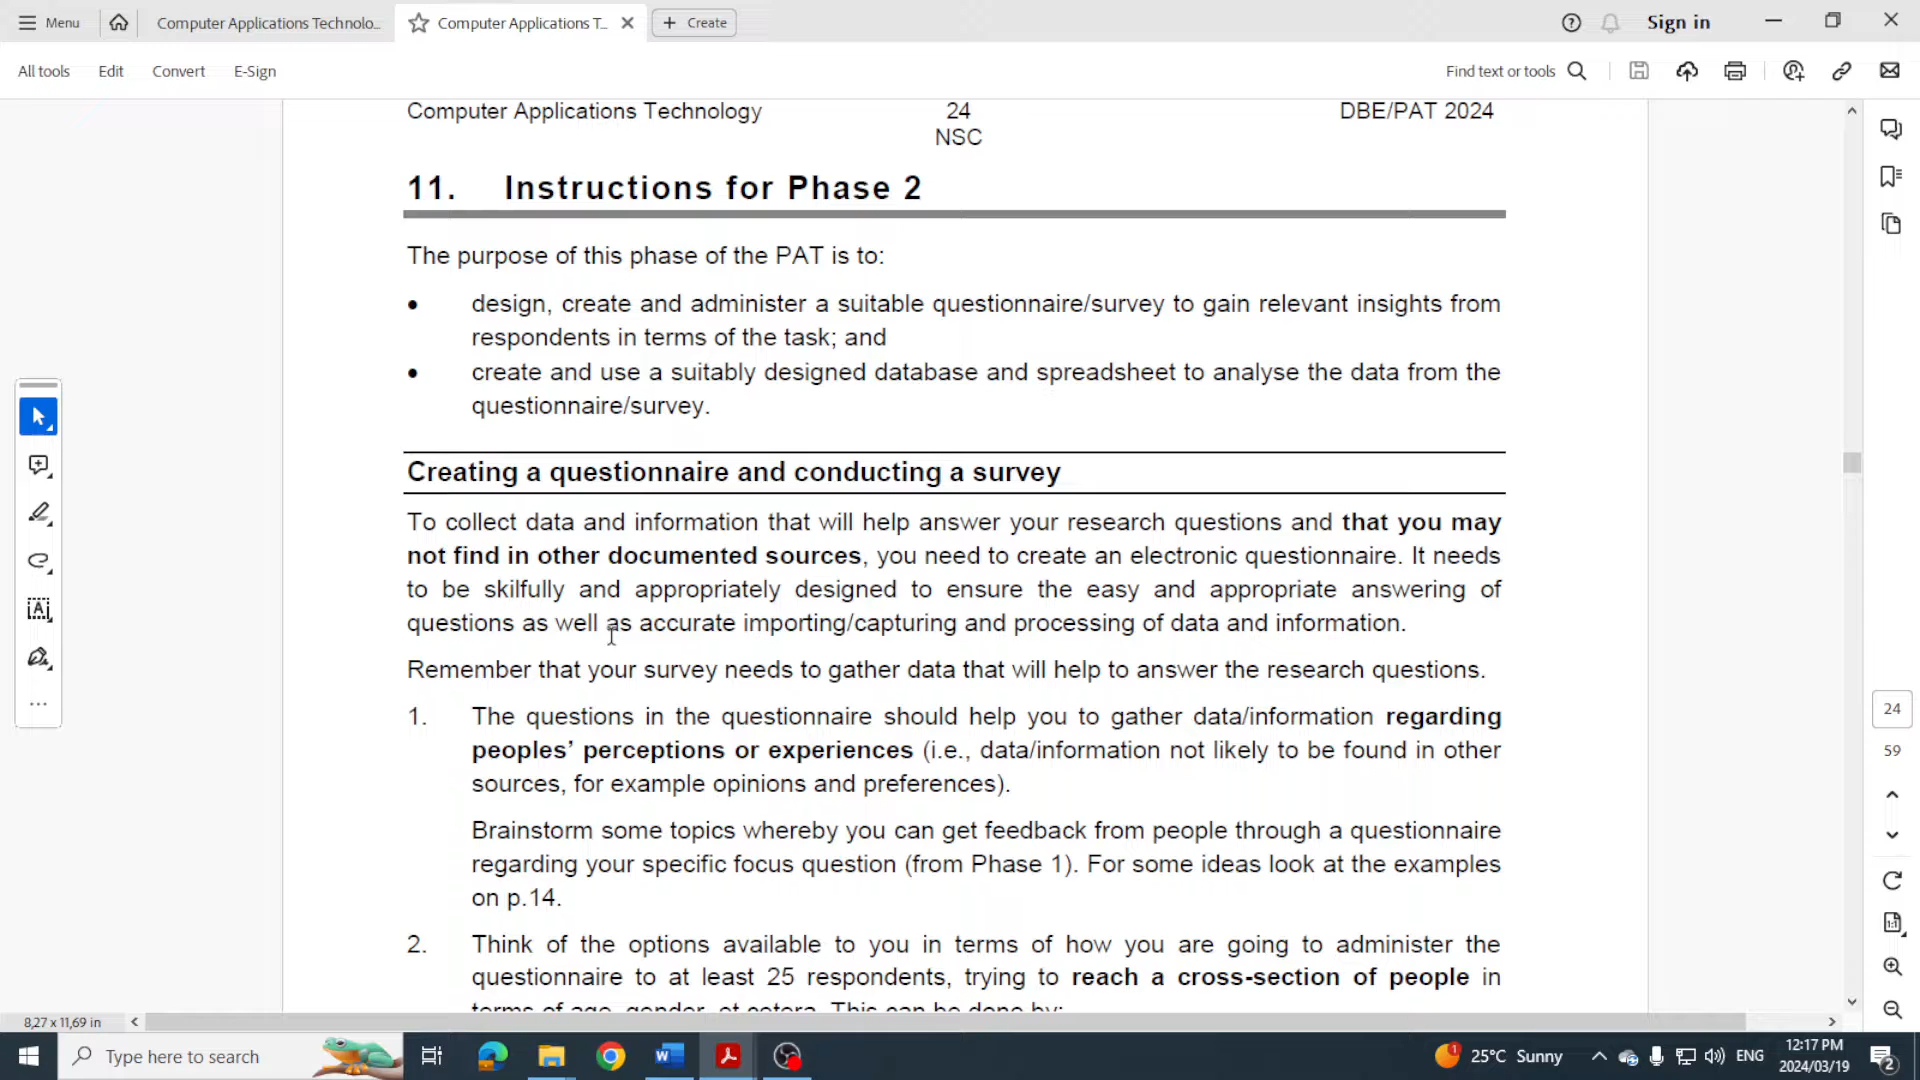 Menu
Computer Applications Technolo...
Computer Applications T...
Create
Sign in
All tools
Edit
Convert
E-Sign
Find text or tools
Computer Applications Technology 24 DBE/PAT 2024
NSC
11. Instructions for Phase 2
The purpose of this phase of the PAT is to:
• design, create and administer a suitable questionnaire/survey to gain relevant insights from
respondents in terms of the task; and
• create and use a suitably designed database and spreadsheet to analyse the data from the
questionnaire/survey.
Creating a questionnaire and conducting a survey
To collect data and information that will help answer your research questions and that you may
not find in other documented sources, you need to create an electronic questionnaire. It needs
to be skilfully and appropriately designed to ensure the easy and appropriate answering of
questions as well as accurate importing/capturing and processing of data and information.
Remember that your survey needs to gather data that will help to answer the research questions.
1. The questions in the questionnaire should help you to gather data/information regarding
peoples' perceptions or experiences (i.e., data/information not likely to be found in other
sources, for example opinions and preferences).
Brainstorm some topics whereby you can get feedback from people through a questionnaire
regarding your specific focus question (from Phase 1). For some ideas look at the examples
on p.14.
2. Think of the options available to you in terms of how you are going to administer the
questionnaire to at least 25 respondents, trying to reach a cross-section of people in
terms of age, gender, et cetera. This can be done by:
24
59
8,27 x 11,69 in
Type here to search
1
25°C Sunny
ENG
12:17 PM
2024/03/19
2